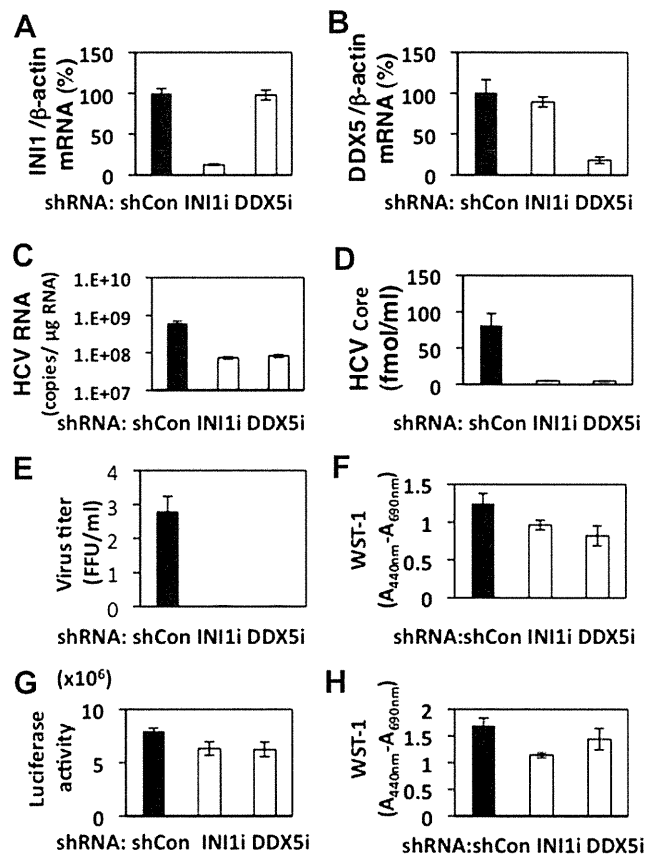 A
INI1 /β-actin
mRNA (%)
150
100
50
0
shRNA: shCon INI1i DDX5i
B
DDX5 /β-actin
mRNA (%)
150
100
50
0
shRNA: shCon INI1i DDX5i
C
HCV RNA
(copies/ μg RNA)
1.E+10
1.E+09
1.E+08
1.E+07
shRNA: shCon INI1i DDX5i
D
HCV Core
(fmol/ml)
150
100
50
0
shRNA: shCon INI1i DDX5i
E
Virus titer
(FFU/ml)
4
3
2
1
0
shRNA: shCon INI1i DDX5i
F
WST-1
(A440nm-A690nm)
1.5
1
0.5
0
shRNA:shCon INI1i DDX5i
G
(x10⁶)
Luciferase
activity
10
5
0
shRNA: shCon INI1i DDX5i
H
WST-1
(A440nm-A690nm)
2
1.5
1
0.5
0
shRNA:shCon INI1i DDX5i